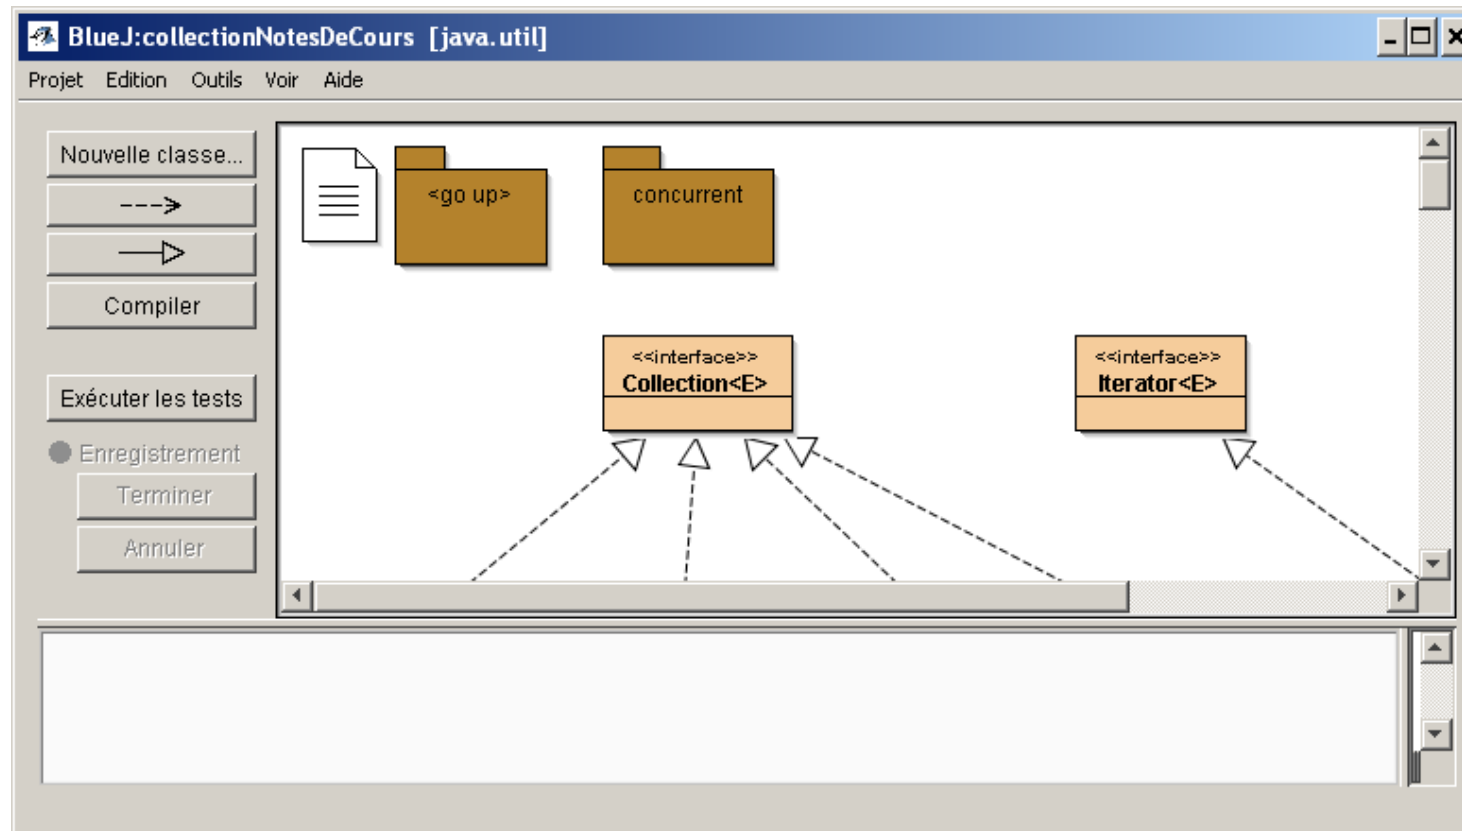 BlueJ:collectionNotesDeCours [java.util]
Projet Edition Outils Voir Aide
Nouvelle classe...
Compiler
Exécuter les tests
Enregistrement
Terminer
Annuler
<go up>
concurrent
<<interface>>
Collection<E>
<<interface>>
Iterator<E>